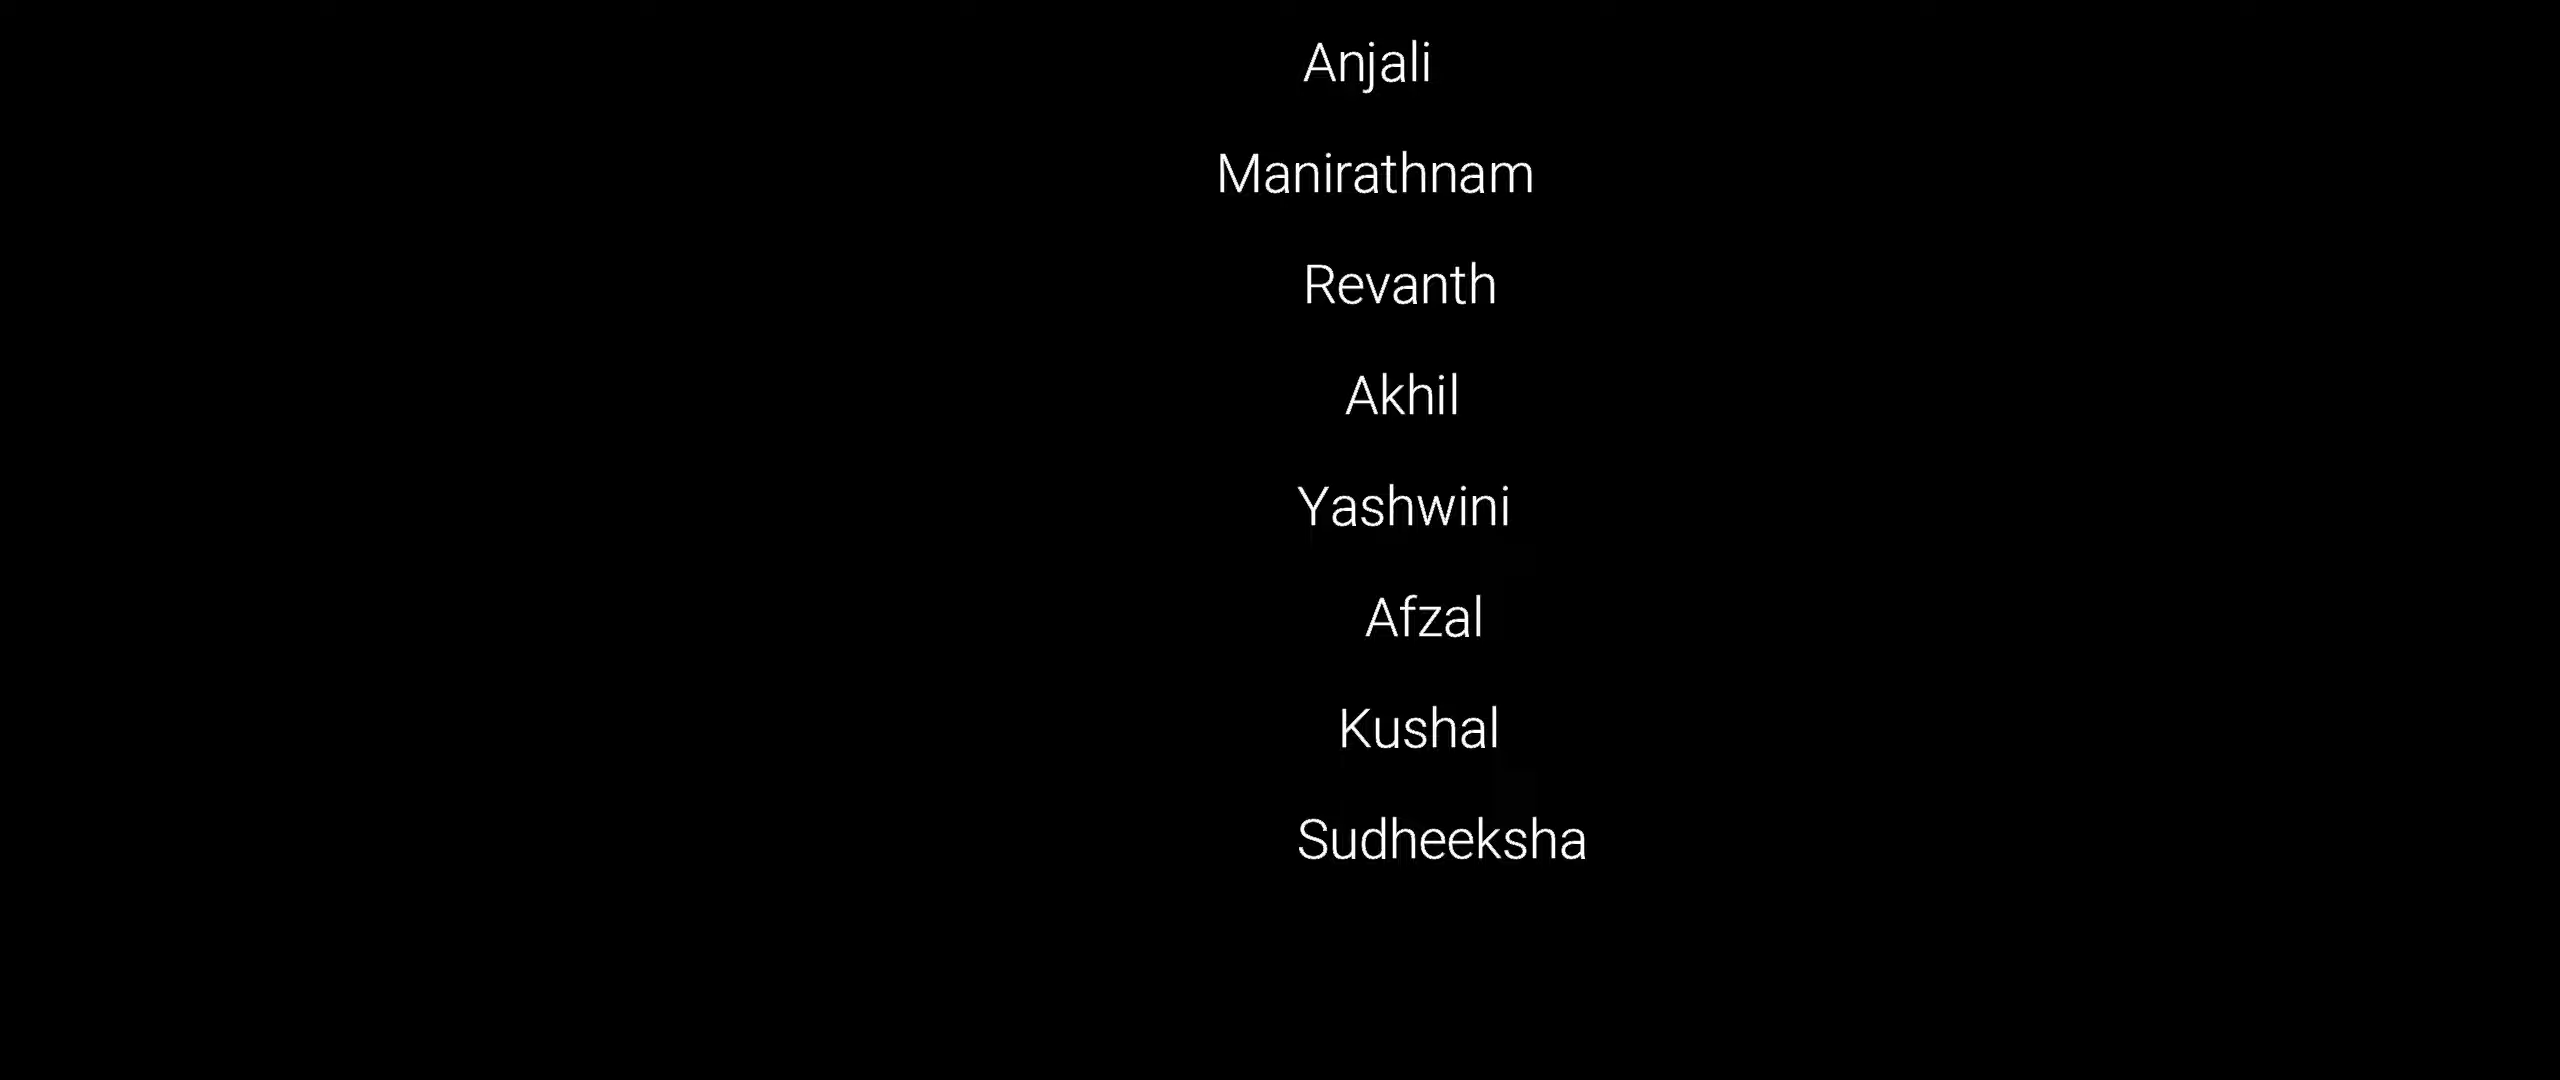 Anjali
Manirathnam
Revanth
Akhil
Yashwini
Afzal
Kushal
Sudheeksha